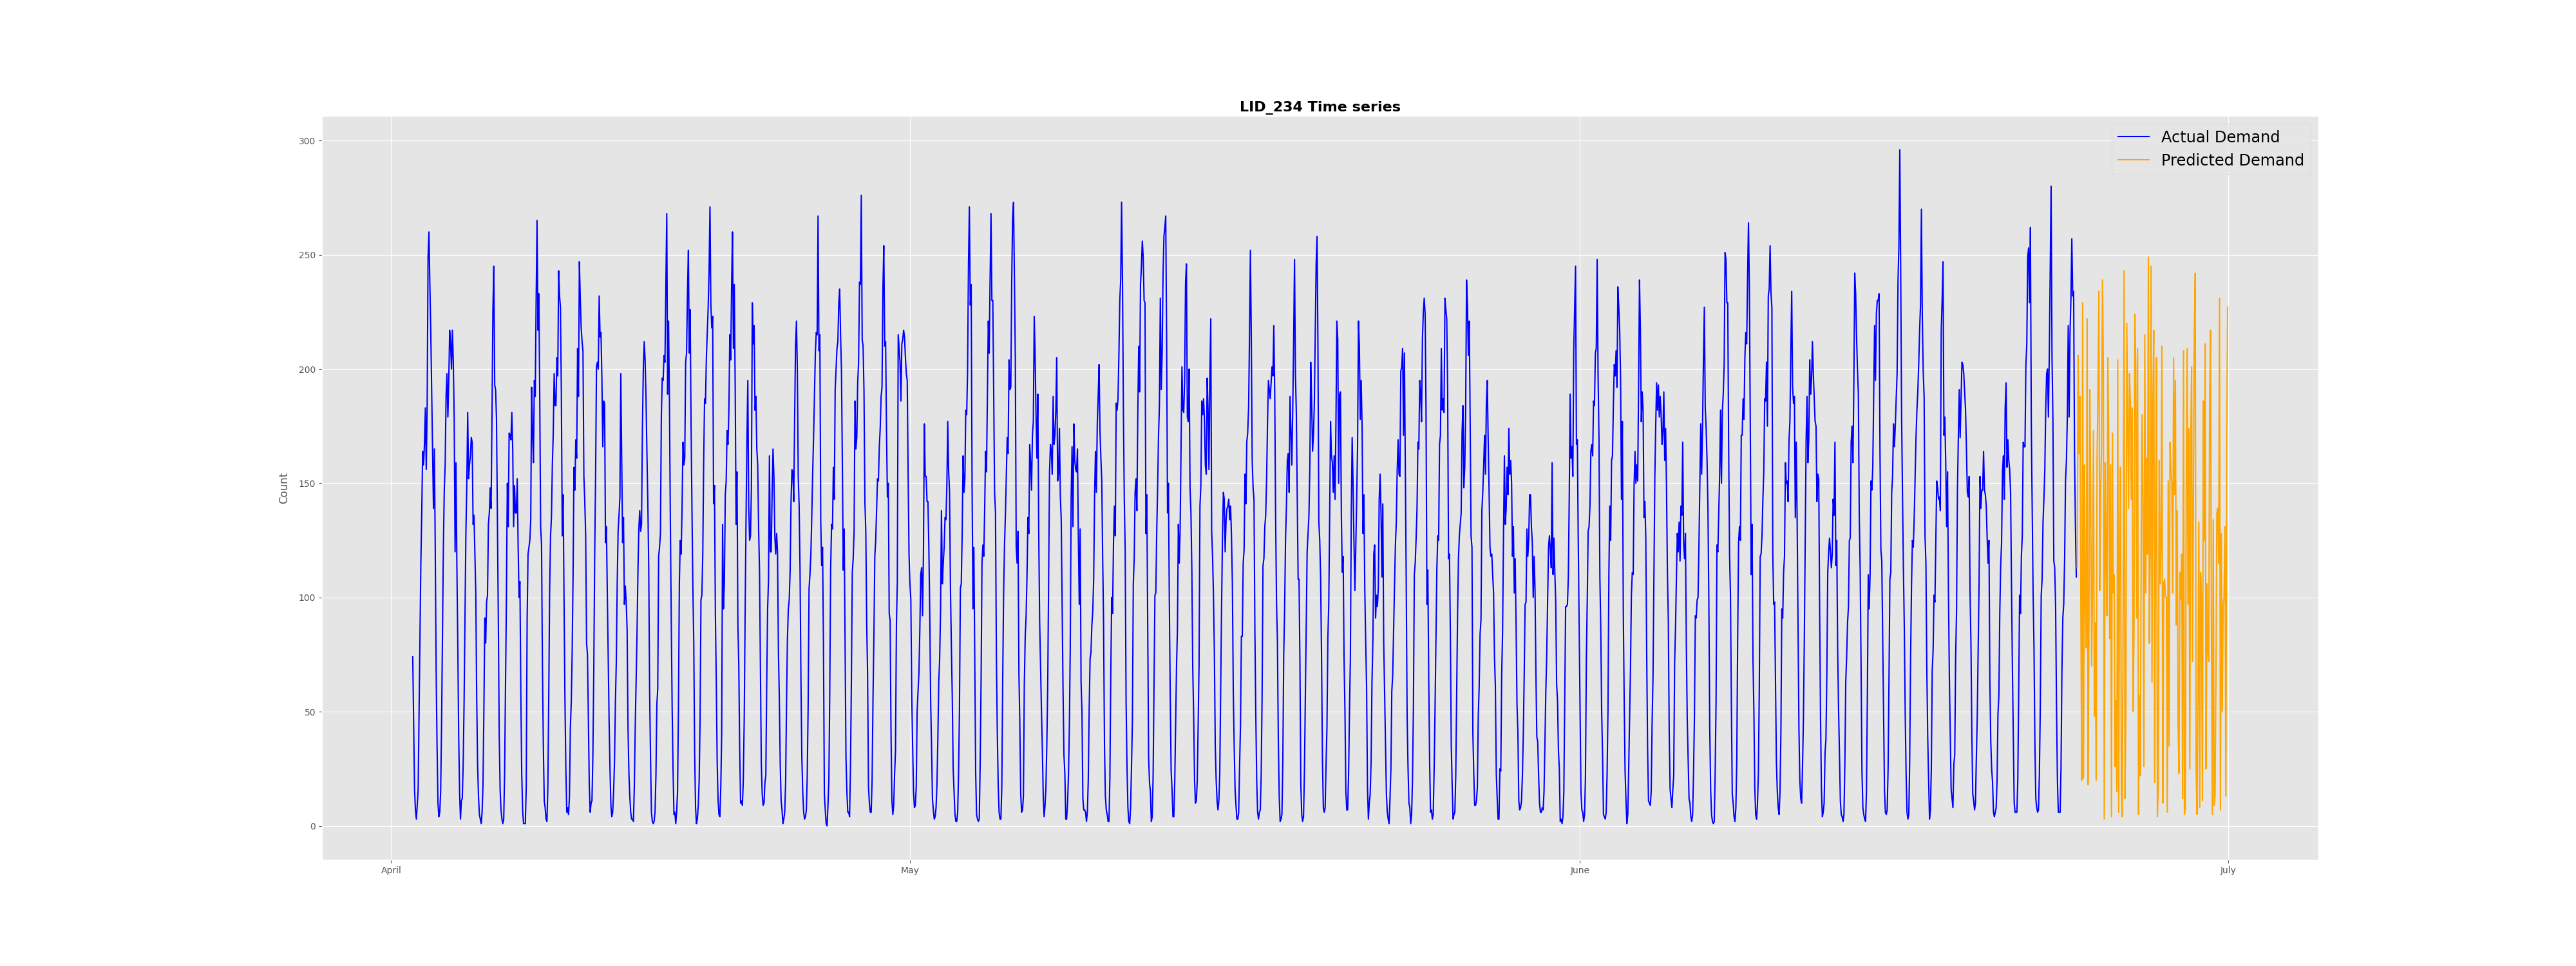 LID_234 Time series
Actual Demand
Predicted Demand
300
250
200
150
100
50
0
Count
April May June July